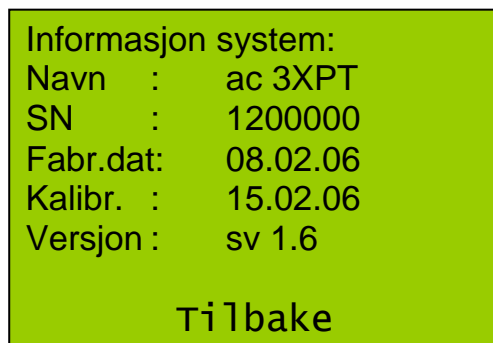 Informasjon system:
Navn : ac 3XPT
SN : 1200000
Fabr.dat: 08.02.06
Kalibr. : 15.02.06
Versjon : sv 1.6
Tilbake